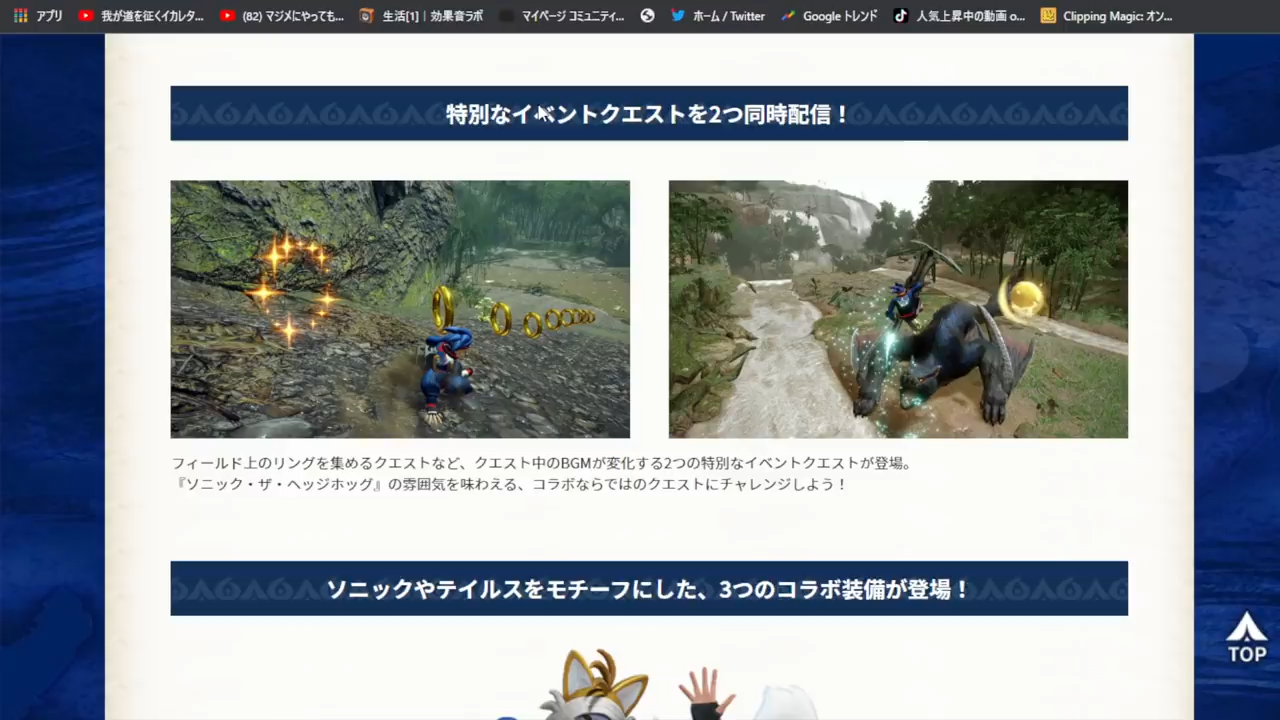 アプリ
我が道を征くイカルタ...
(82) マジメにやっても...
生活[1] | 効果音ラボ
マイページ コミュニティ...
ホーム / Twitter
Google トレンド
人気上昇中の動画 o...
Clipping Magic: オン...
特別なイベントクエストを2つ同時配信！
フィールド上のリングを集めるクエストなど、クエスト中のBGMが変化する2つの特別なイベントクエストが登場。
『ソニック・ザ・ヘッジホッグ』の雰囲気を味わえる、コラボならではのクエストにチャレンジしよう！
ソニックやテイルスをモチーフにした、3つのコラボ装備が登場！
TOP